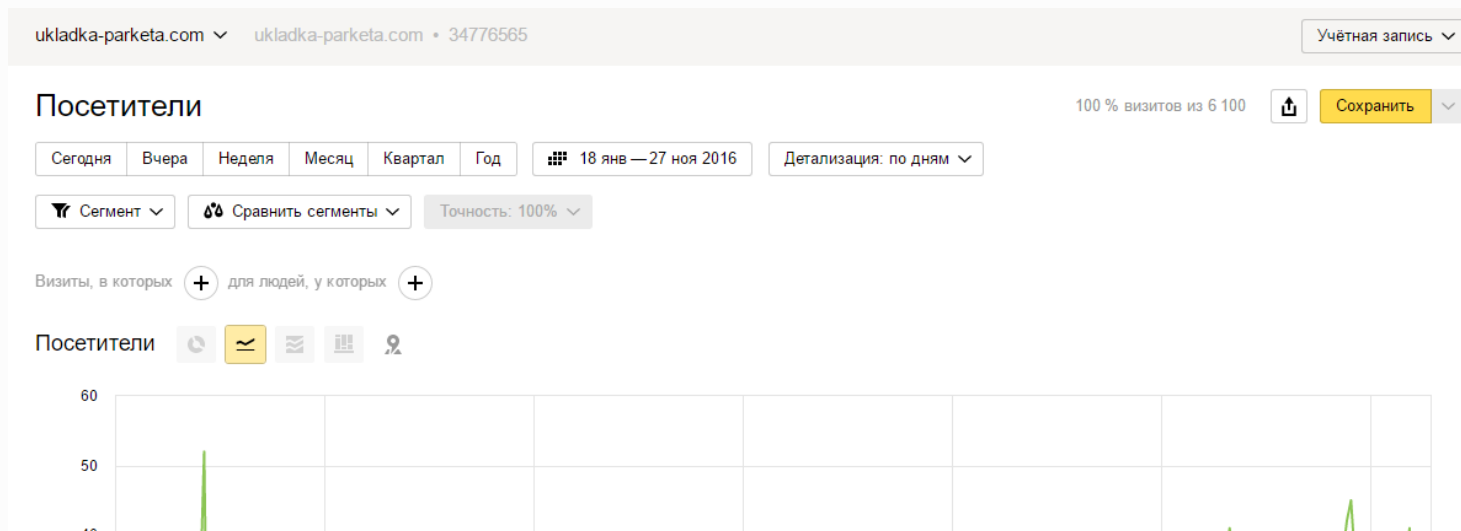 ukladka-parketa.com ukladka-parketa.com • 34776565 Учётная запись
Посетители 100 % визитов из 6 100 Сохранить
Сегодня Вчера Неделя Месяц Квартал Год 18 янв — 27 ноя 2016 Детализация: по дням
Сегмент Сравнить сегменты Точность: 100%
Визиты, в которых + для людей, у которых +
Посетители
60
50